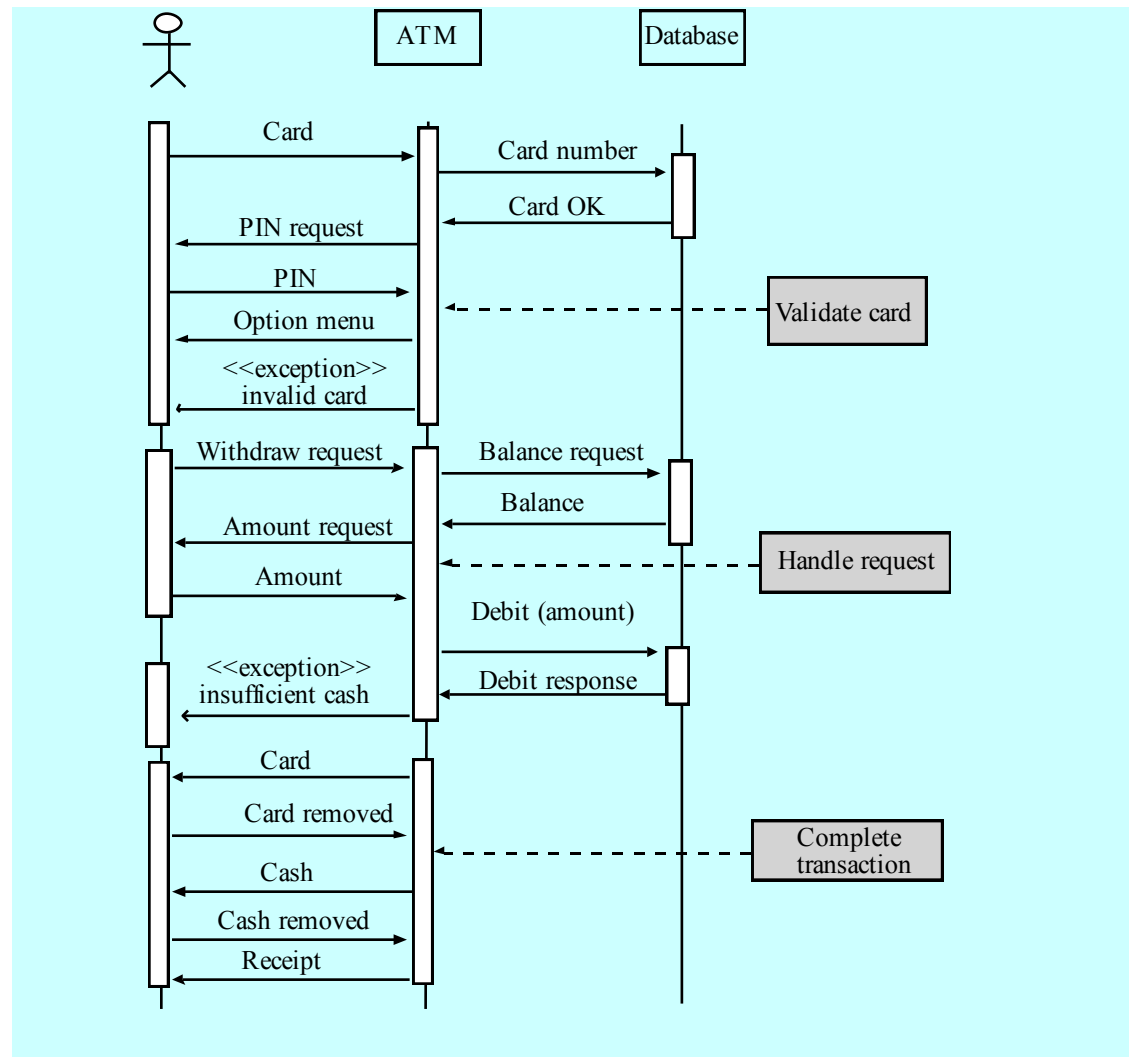 ATM
Database
Card
Card number
Card OK
PIN request
PIN
Validate card
Option menu
<<exception>>
invalid card
Withdraw request
Balance request
Balance
Amount request
Handle request
Amount
Debit (amount)
<<exception>>
insufficient cash
Debit response
Card
Card removed
Complete
transaction
Cash
Cash removed
Receipt